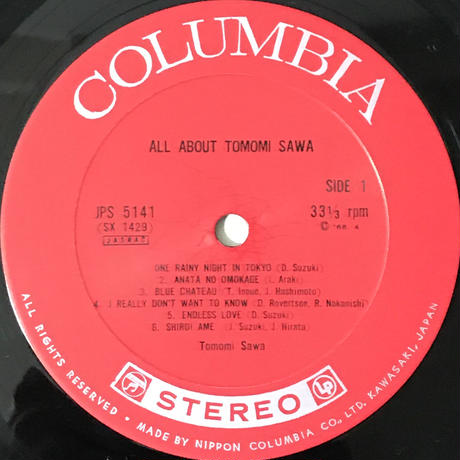 COLUMBIA
ALL ABOUT TOMOMI SAWA
SIDE 1
JPS 5141
(SX 1429)
JASRAC
33⅓ rpm
ONE RAINY NIGHT IN TOKYO (D. Suzuki)
2. ANATA NO OMOKAGE (I. Araki)
3. BLUE CHATEAU (T. Inoue, J. Hashimoto)
4. I REALLY DON'T WANT TO KNOW (D. Rovertson, R. Nakanishi)
5. ENDLESS LOVE (D. Suzuki)
6. SHIROI AME (J. Suzuki, J. Hirata)
Tomomi Sawa
STEREO
LP
ALL RIGHTS RESERVED • MADE BY NIPPON COLUMBIA CO., LTD. KAWASAKI, JAPAN